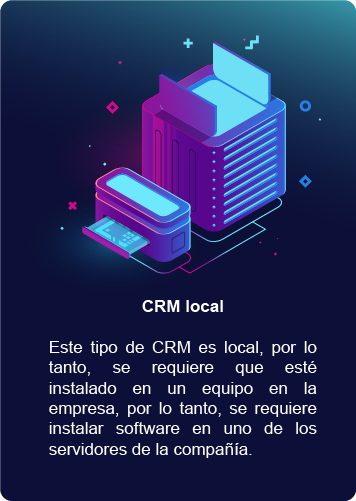 CRM local
Este tipo de CRM es local, por lo
tanto, se requiere que esté
instalado en un equipo en la
empresa, por lo tanto, se requiere
instalar software en uno de los
servidores de la compañía.